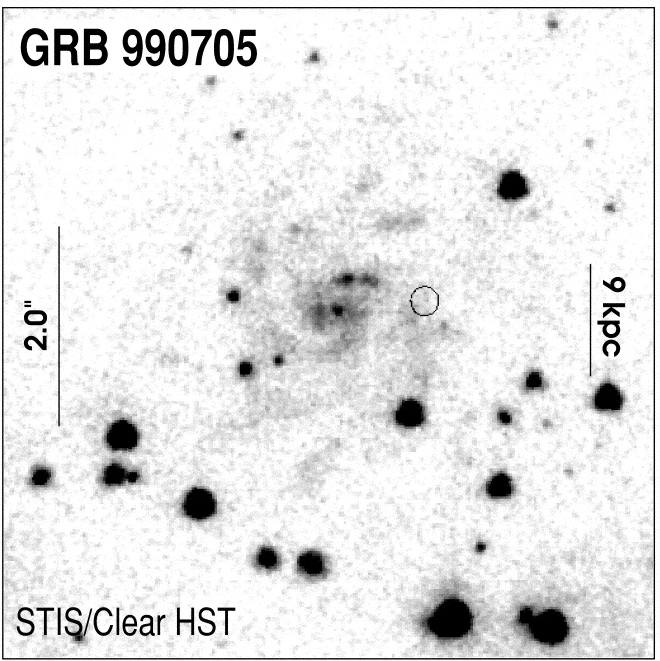 GRB 990705
2.0"
9 kpc
STIS/Clear HST